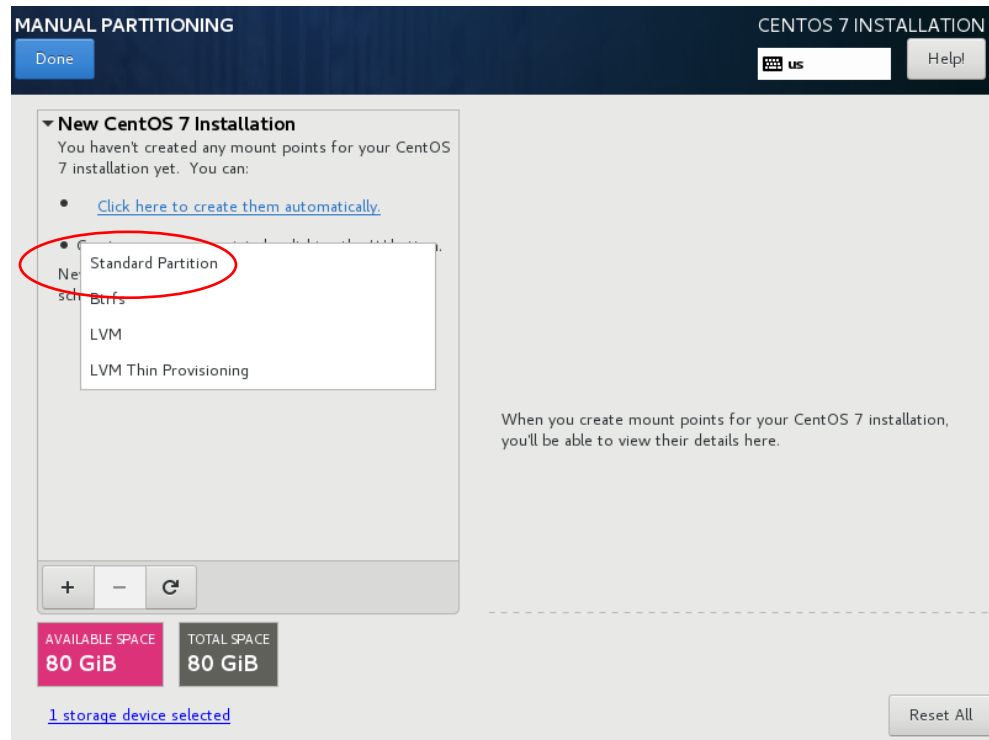 MANUAL PARTITIONING
CENTOS 7 INSTALLATION
Done
us
Help!
New CentOS 7 Installation
You haven't created any mount points for your CentOS
7 installation yet. You can:
Click here to create them automatically.
Standard Partition
Btrfs
LVM
LVM Thin Provisioning
When you create mount points for your CentOS 7 installation,
you'll be able to view their details here.
+ −
AVAILABLE SPACE
80 GiB
TOTAL SPACE
80 GiB
1 storage device selected
Reset All